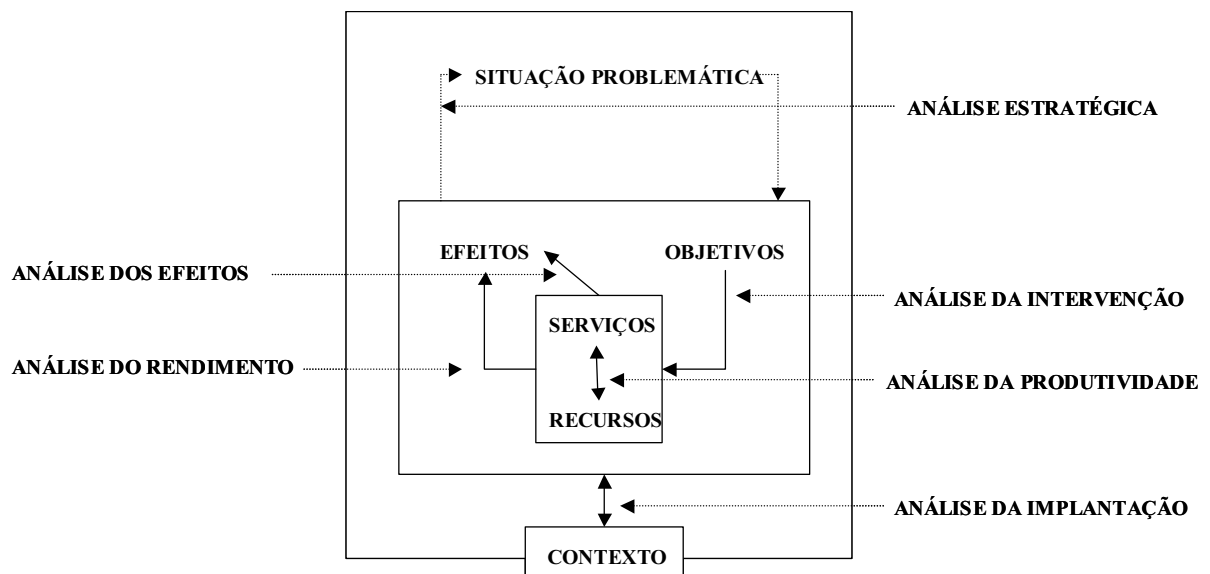 SITUAÇÃO PROBLEMÁTICA
ANÁLISE ESTRATÉGICA
EFEITOS
OBJETIVOS
ANÁLISE DOS EFEITOS
ANÁLISE DA INTERVENÇÃO
SERVIÇOS
ANÁLISE DO RENDIMENTO
ANÁLISE DA PRODUTIVIDADE
RECURSOS
ANÁLISE DA IMPLANTAÇÃO
CONTEXTO